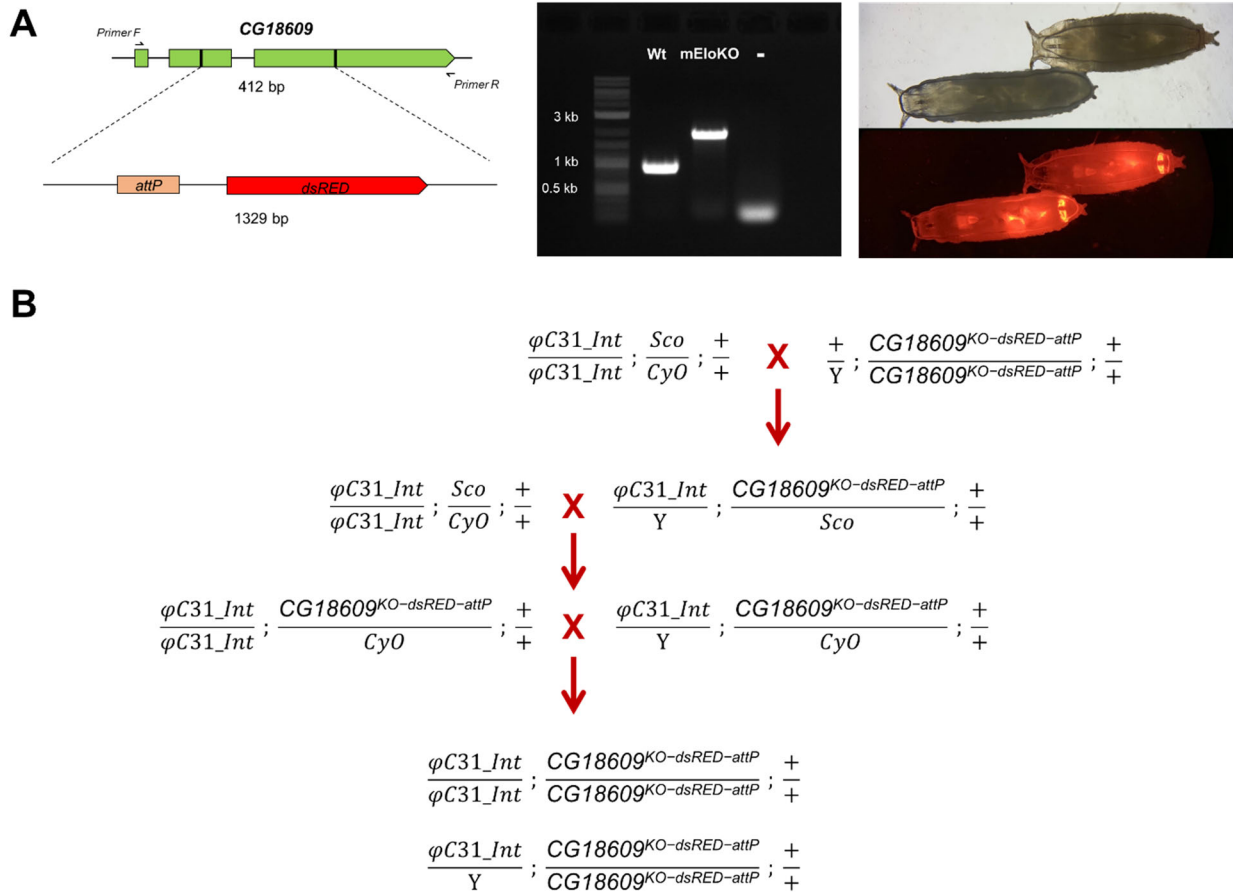 A
CG18609
Primer F
412 bp
Primer R
attP
dsRED
1329 bp
Wt mEloKO -
3 kb
1 kb
0.5 kb
B
φC31_Int Sco + + CG18609^KO−dsRED−attP +
; ; X ; ;
φC31_Int CyO + Y CG18609^KO−dsRED−attP +
φC31_Int Sco + φC31_Int CG18609^KO−dsRED−attP +
; ; X ; ;
φC31_Int CyO + Y Sco +
φC31_Int CG18609^KO−dsRED−attP + φC31_Int CG18609^KO−dsRED−attP +
; ; X ; ;
φC31_Int CyO + Y CyO +
φC31_Int CG18609^KO−dsRED−attP +
; ;
φC31_Int CG18609^KO−dsRED−attP +
φC31_Int CG18609^KO−dsRED−attP +
; ;
Y CG18609^KO−dsRED−attP +